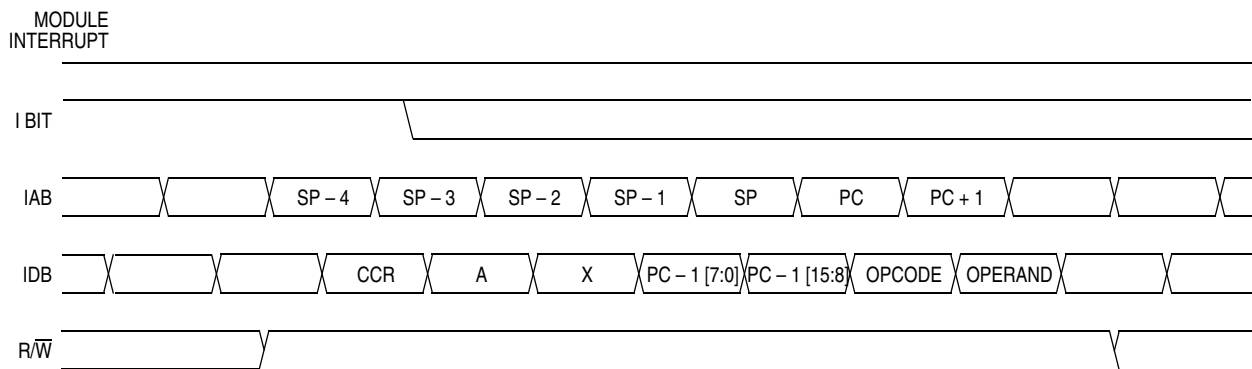 MODULE
INTERRUPT
I BIT
IAB SP – 4 SP – 3 SP – 2 SP – 1 SP PC PC + 1
IDB CCR A X PC – 1 [7:0] PC – 1 [15:8] OPCODE OPERAND
R/W̅